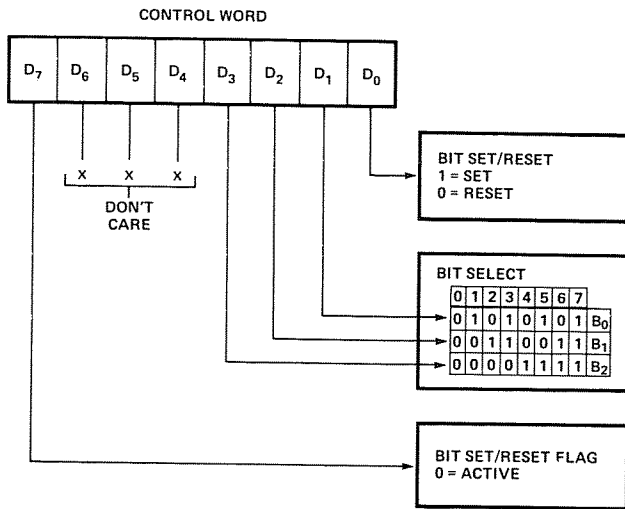 CONTROL WORD
D7 D6 D5 D4 D3 D2 D1 D0
X X X
DON'T
CARE
BIT SET/RESET
1 = SET
0 = RESET
BIT SELECT
0 1 2 3 4 5 6 7
0 1 0 1 0 1 0 1 B0
0 0 1 1 0 0 1 1 B1
0 0 0 0 1 1 1 1 B2
BIT SET/RESET FLAG
0 = ACTIVE